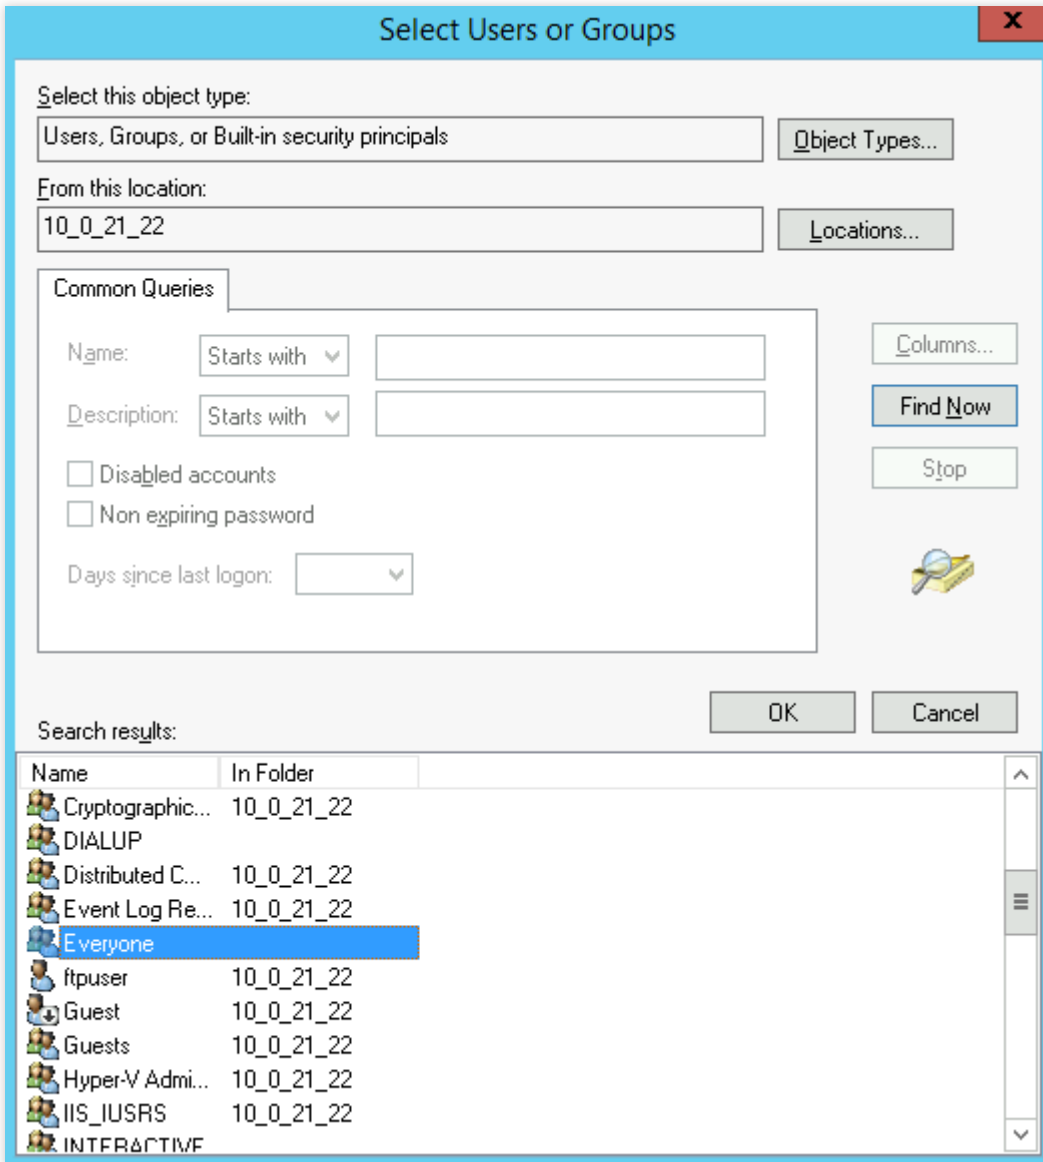 Select Users or Groups
x
Select this object type:
Users, Groups, or Built-in security principals
Object Types...
From this location:
10_0_21_22
Locations...
Common Queries
Name:
Starts with
Columns...
Description:
Starts with
Find Now
Disabled accounts
Stop
Non expiring password
Days since last logon:
OK
Cancel
Search results:
Name In Folder
Cryptographic... 10_0_21_22
DIALUP
Distributed C... 10_0_21_22
Event Log Re... 10_0_21_22
Everyone
ftpuser 10_0_21_22
Guest 10_0_21_22
Guests 10_0_21_22
Hyper-V Admi... 10_0_21_22
IIS_IUSRS 10_0_21_22
INTERACTIVE